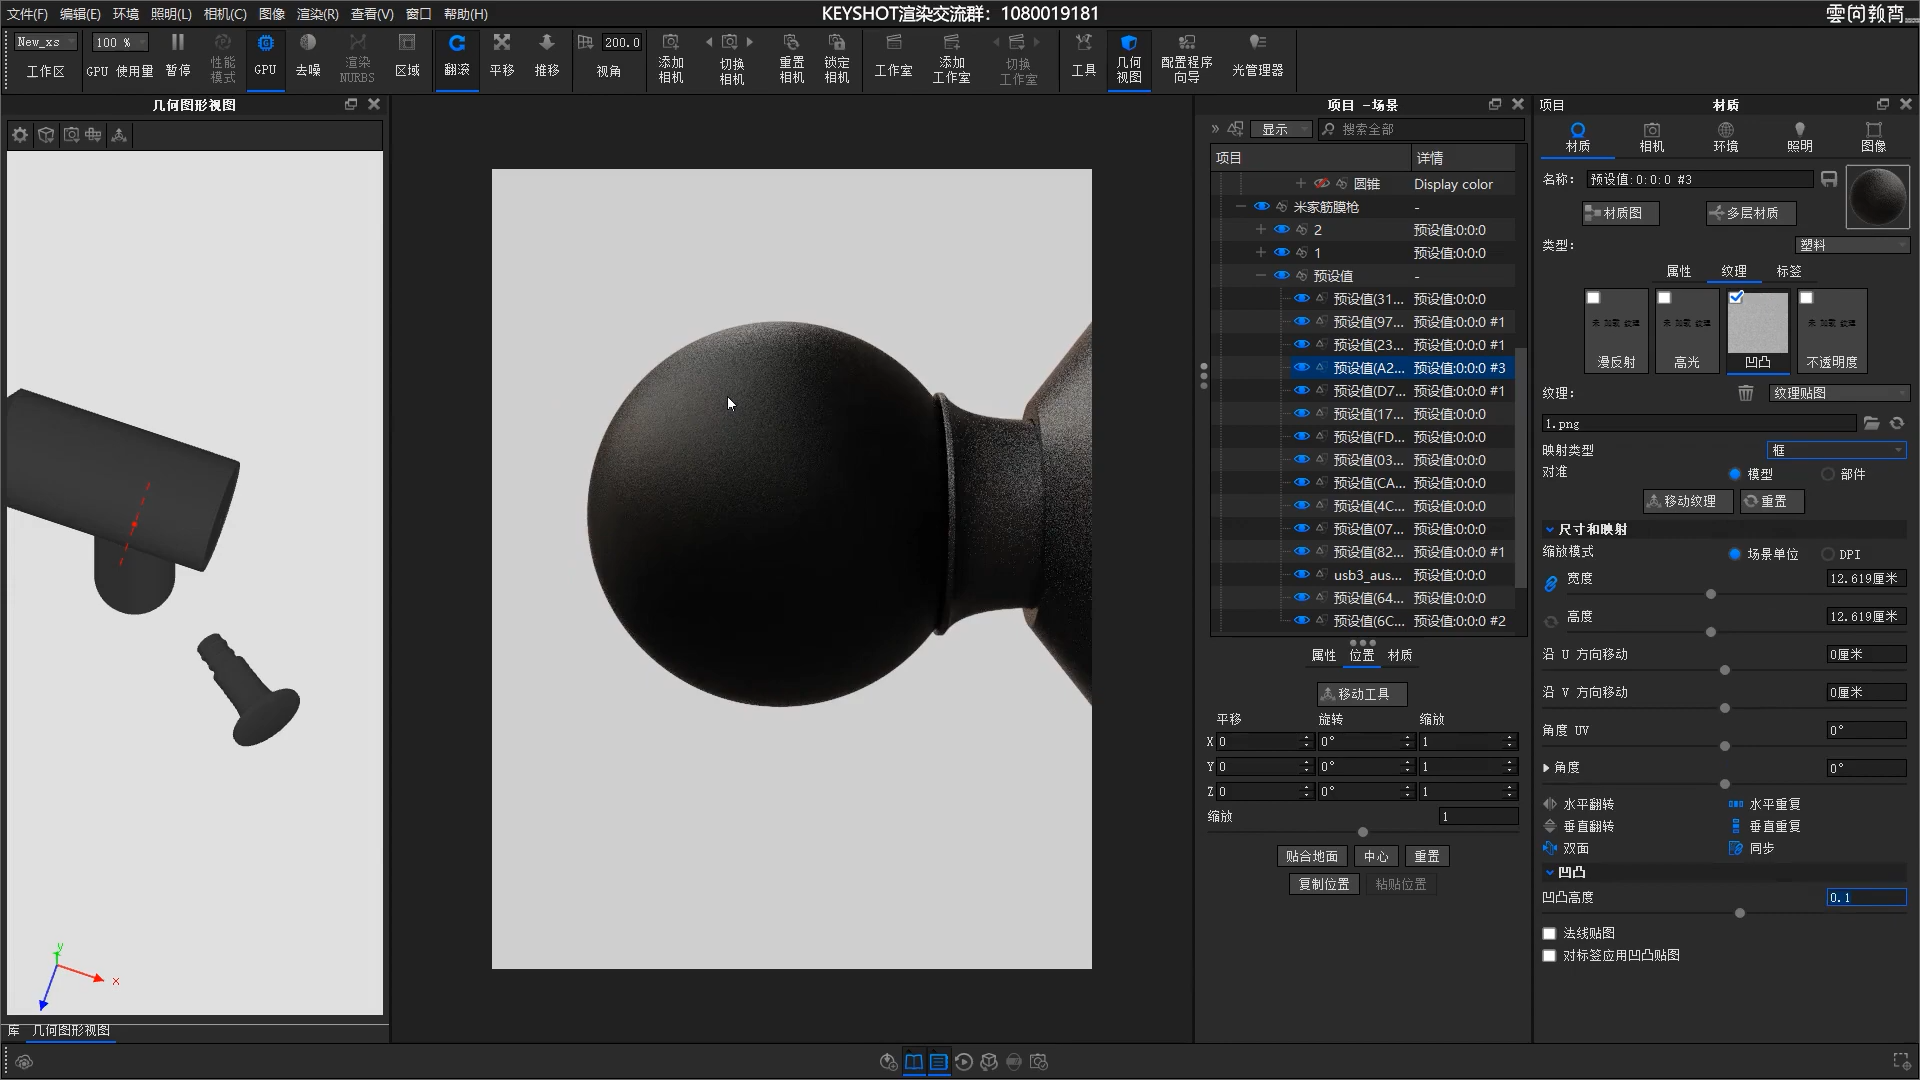 文件(F) 编辑(E) 环境 照明(L) 相机(C) 图像 渲染(R) 查看(V) 窗口 帮助(H)
KEYSHOT渲染交流群：1080019181
New_xs 100 % 200.0
工作区 GPU 使用量 暂停 性能模式 GPU 去噪 渲染NURBS 区域 翻滚 平移 推移 视角 添加相机 切换相机 重置相机 锁定相机 工作室 添加工作室 切换工作室 工具 几何视图 配置程序向导 光管理器
几何图形视图
y
x
库 几何图形视图
项目 -场景
» 显示 搜索全部
项目 详情
圆锥 Display color
米家筋膜枪 -
2 预设值:0:0:0
1 预设值:0:0:0
预设值 -
预设值(31... 预设值:0:0:0
预设值(97... 预设值:0:0:0 #1
预设值(23... 预设值:0:0:0 #1
预设值(A2... 预设值:0:0:0 #3
预设值(D7... 预设值:0:0:0 #1
预设值(17... 预设值:0:0:0
预设值(FD... 预设值:0:0:0
预设值(03... 预设值:0:0:0
预设值(CA... 预设值:0:0:0
预设值(4C... 预设值:0:0:0
预设值(07... 预设值:0:0:0
预设值(82... 预设值:0:0:0 #1
usb3_aus... 预设值:0:0:0
预设值(64... 预设值:0:0:0
预设值(6C... 预设值:0:0:0 #2
属性 位置 材质
移动工具
平移 旋转 缩放
X 0 0° 1
Y 0 0° 1
Z 0 0° 1
缩放 1
贴合地面 中心 重置
复制位置 粘贴位置
项目 材质
材质 相机 环境 照明 图像
名称: 预设值:0:0:0 #3
材质图 多层材质
类型: 塑料
属性 纹理 标签
未加载纹理 未加载纹理 未加载纹理
漫反射 高光 凹凸 不透明度
纹理: 纹理贴图
1.png
映射类型 框
对准 模型 部件
移动纹理 重置
尺寸和映射
缩放模式 场景单位 DPI
宽度 12.619厘米
高度 12.619厘米
沿 U 方向移动 0厘米
沿 V 方向移动 0厘米
角度 UV 0°
角度 0°
水平翻转 水平重复
垂直翻转 垂直重复
双面 同步
凹凸
凹凸高度 0.1
法线贴图
对标签应用凹凸贴图